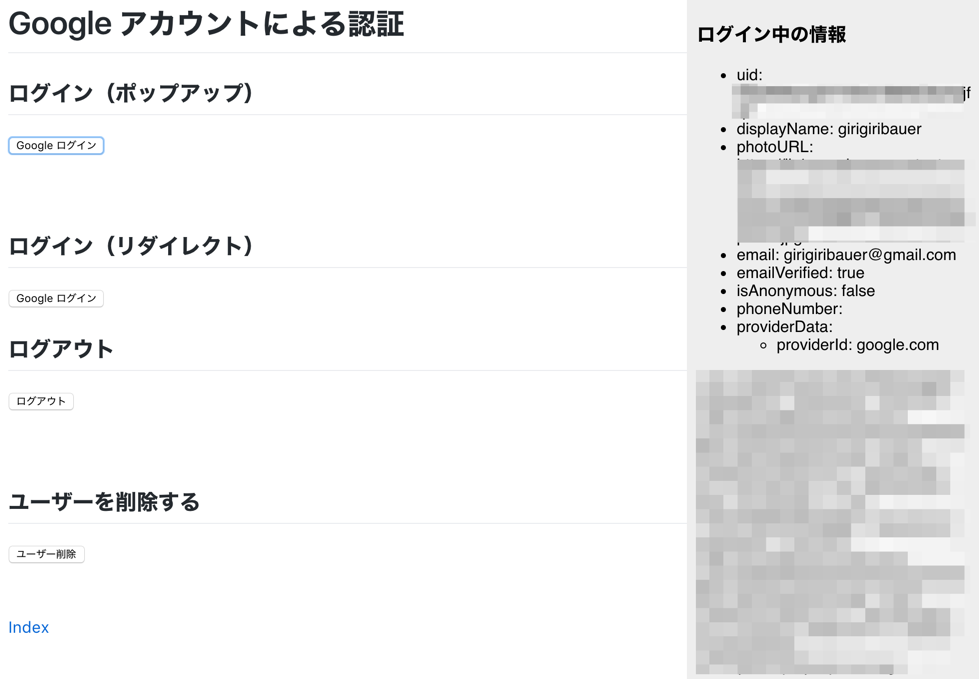 Google アカウントによる認証
ログイン（ポップアップ）
Google ログイン
ログイン（リダイレクト）
Google ログイン
ログアウト
ログアウト
ユーザーを削除する
ユーザー削除
Index
ログイン中の情報
uid:
jf
displayName: girigiribauer
photoURL:
email: girigiribauer@gmail.com
emailVerified: true
isAnonymous: false
phoneNumber:
providerData:
providerId: google.com